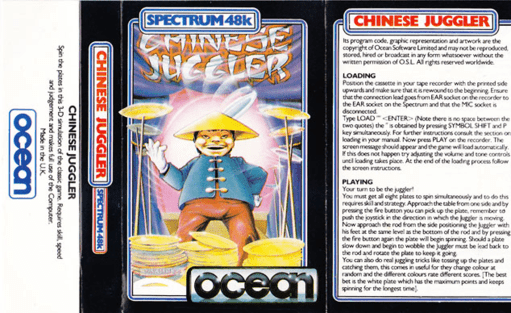 Spin the plates in this 3-D simulation of the classic game. Requires skill, speed
and judgement and makes full use of the Computer.
Made in the U.K.
CHINESE JUGGLER
ocean
CHINESE JUGGLER
SPECTRUM 48k
SPECTRUM 48k
CHINESE
JUGGLER
ocean
CHINESE JUGGLER
Its program code, graphic representation and artwork are the
copyright of Ocean Software Limited and may not be reproduced,
stored, hired or broadcast in any form whatsoever without the
written permission of O.S.L. All rights reserved worldwide.
LOADING
Position the cassette in your tape recorder with the printed side
upwards and make sure that it is rewound to the beginning. Ensure
that the connection lead goes from EAR socket on the recorder to
the EAR socket on the Spectrum and that the MIC socket is
disconnected.
Type LOAD "" <ENTER> (Note there is no space between the
two quotes) the " is obtained by pressing SYMBOL SHIFT and P
key simultaneously. For further instructions consult the section on
loading in your manual. Now press PLAY on the recorder. The
screen message should appear and the game will load automatically.
If this does not happen try adjusting the volume and tone controls
until loading takes place. At the end of the loading process follow
the screen instructions.
PLAYING
Your turn to be the juggler!
You must get all eight plates to spin simultaneously and to do this
requires skill and strategy. Approach the table from one side and by
pressing the fire button you can pick up the plate, remember to
push the joystick in the direction in which the Juggler is moving.
Now approach the rod from the side positioning the Juggler with
his feet at the same level as the bottom of the rod and by pressing
the fire button again the plate will begin spinning. Should a plate
slow down and begin to wobble the Juggler must be load back to
the rod and rotate the plate to keep it going.
You can also do real juggling tricks like tossing up the plates and
catching them, this comes in useful for they change colour at
random and the different colours rate different scores. [The best
bet is the white plate which has the maximum points and keeps
spinning for the longest time].